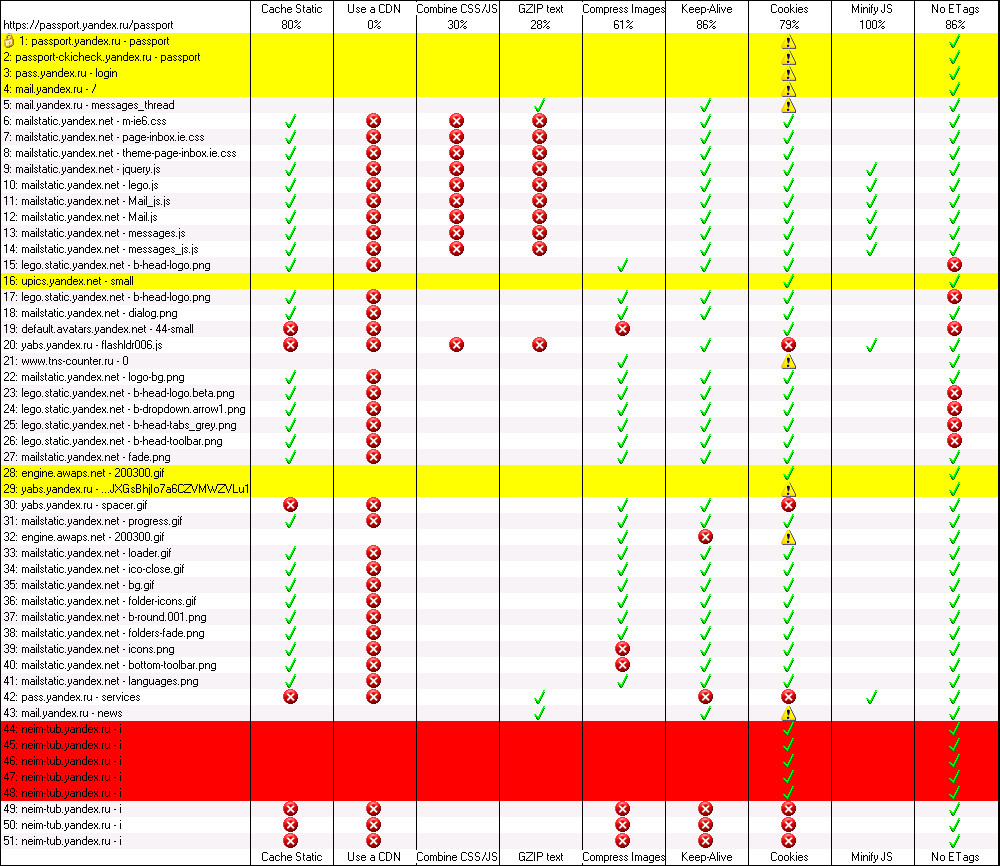 Cache Static Use a CDN Combine CSS/JS GZIP text Compress Images Keep-Alive Cookies Minify JS No ETags
https://passport.yandex.ru/passport 80% 0% 30% 28% 61% 86% 79% 100% 86%
1: passport.yandex.ru - passport
2: passport-ckicheck.yandex.ru - passport
3: pass.yandex.ru - login
4: mail.yandex.ru - /
5: mail.yandex.ru - messages_thread
6: mailstatic.yandex.net - m-ie6.css
7: mailstatic.yandex.net - page-inbox.ie.css
8: mailstatic.yandex.net - theme-page-inbox.ie.css
9: mailstatic.yandex.net - jquery.js
10: mailstatic.yandex.net - lego.js
11: mailstatic.yandex.net - Mail_js.js
12: mailstatic.yandex.net - Mail.js
13: mailstatic.yandex.net - messages.js
14: mailstatic.yandex.net - messages_js.js
15: lego.static.yandex.net - b-head-logo.png
16: upics.yandex.net - small
17: lego.static.yandex.net - b-head-logo.png
18: mailstatic.yandex.net - dialog.png
19: default.avatars.yandex.net - 44-small
20: yabs.yandex.ru - flashldr006.js
21: www.tns-counter.ru - 0
22: mailstatic.yandex.net - logo-bg.png
23: lego.static.yandex.net - b-head-logo.beta.png
24: lego.static.yandex.net - b-dropdown.arrow1.png
25: lego.static.yandex.net - b-head-tabs_grey.png
26: lego.static.yandex.net - b-head-toolbar.png
27: mailstatic.yandex.net - fade.png
28: engine.awaps.net - 200300.gif
29: yabs.yandex.ru - ...JXGsBhjIo7a6CZVMWZVLu1
30: yabs.yandex.ru - spacer.gif
31: mailstatic.yandex.net - progress.gif
32: engine.awaps.net - 200300.gif
33: mailstatic.yandex.net - loader.gif
34: mailstatic.yandex.net - ico-close.gif
35: mailstatic.yandex.net - bg.gif
36: mailstatic.yandex.net - folder-icons.gif
37: mailstatic.yandex.net - b-round.001.png
38: mailstatic.yandex.net - folders-fade.png
39: mailstatic.yandex.net - icons.png
40: mailstatic.yandex.net - bottom-toolbar.png
41: mailstatic.yandex.net - languages.png
42: pass.yandex.ru - services
43: mail.yandex.ru - news
44: neim-tub.yandex.ru - i
45: neim-tub.yandex.ru - i
46: neim-tub.yandex.ru - i
47: neim-tub.yandex.ru - i
48: neim-tub.yandex.ru - i
49: neim-tub.yandex.ru - i
50: neim-tub.yandex.ru - i
51: neim-tub.yandex.ru - i
Cache Static Use a CDN Combine CSS/JS GZIP text Compress Images Keep-Alive Cookies Minify JS No ETags